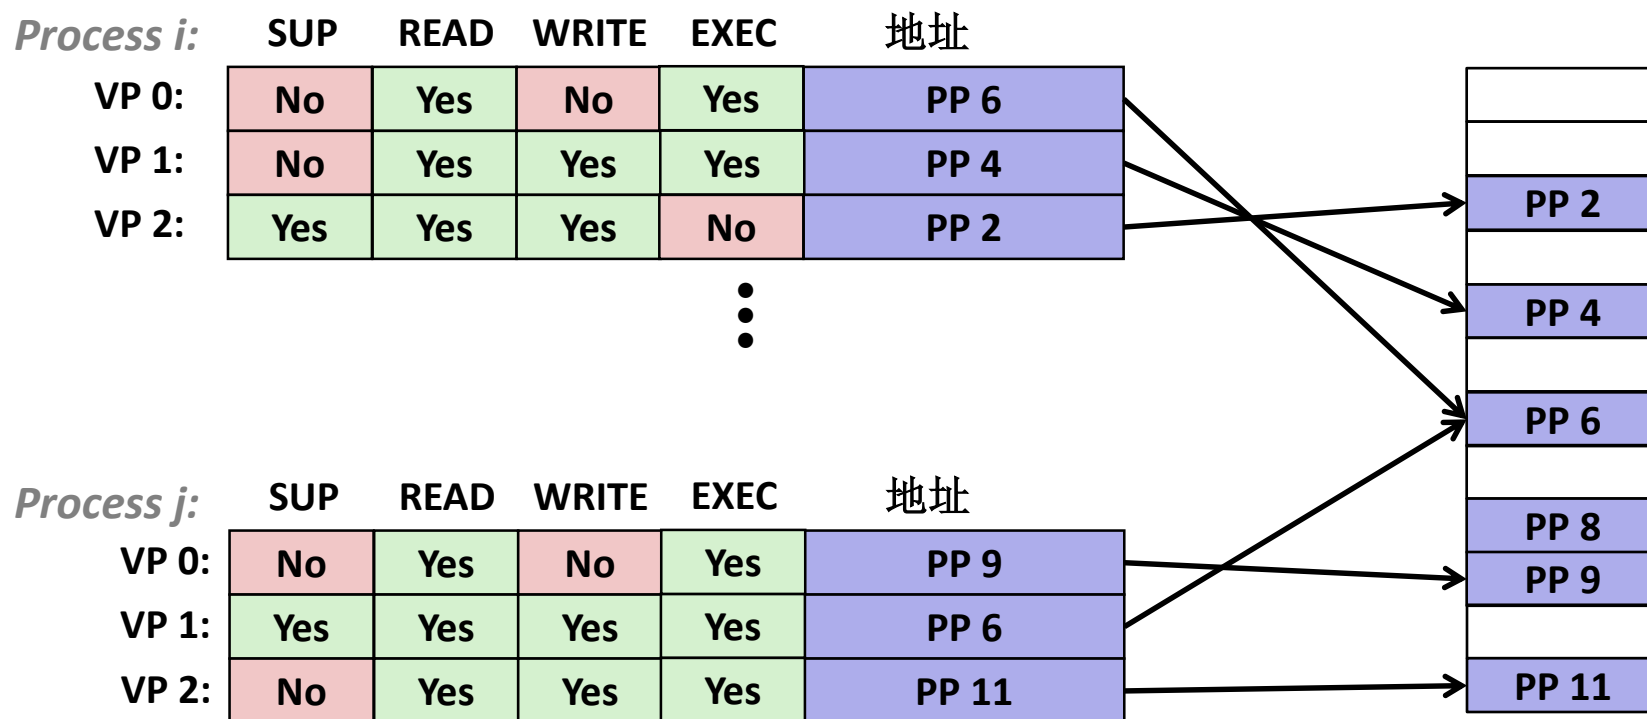 Process i: SUP READ WRITE EXEC 地址
VP 0: No Yes No Yes PP 6
VP 1: No Yes Yes Yes PP 4
VP 2: Yes Yes Yes No PP 2
PP 2
PP 4
PP 6
PP 8
PP 9
PP 11
Process j: SUP READ WRITE EXEC 地址
VP 0: No Yes No Yes PP 9
VP 1: Yes Yes Yes Yes PP 6
VP 2: No Yes Yes Yes PP 11